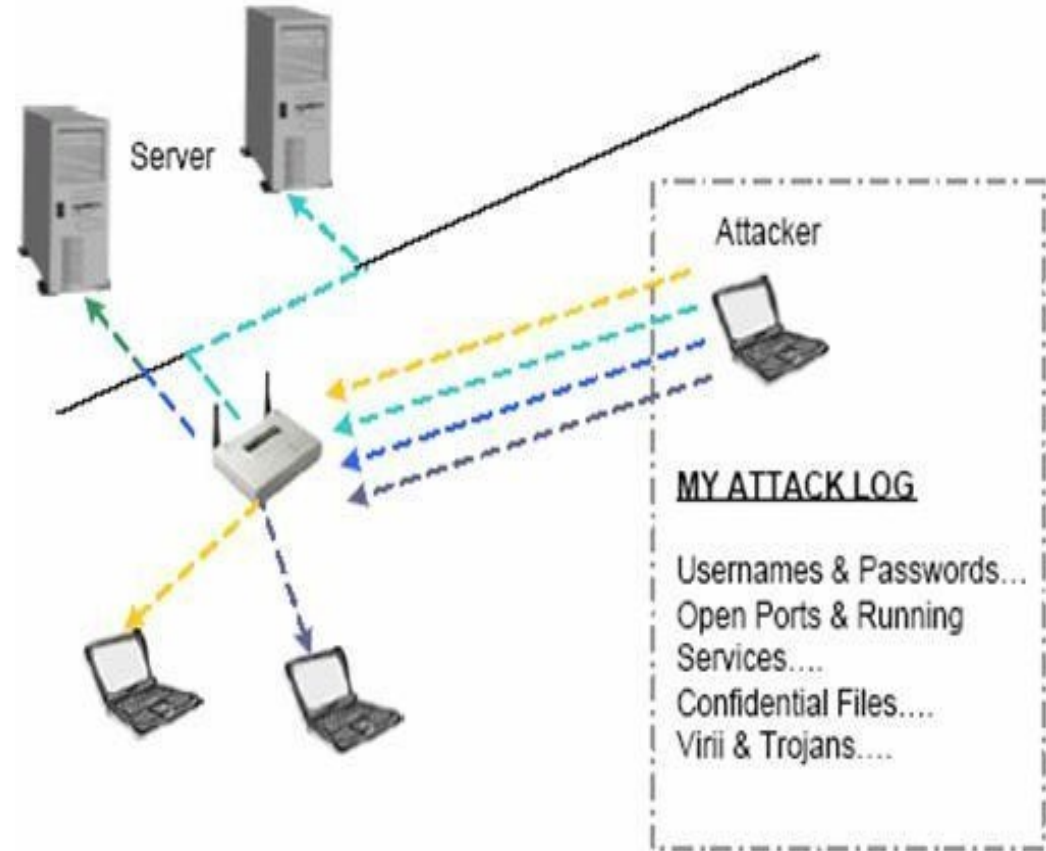 Server
Attacker
MY ATTACK LOG
Usernames & Passwords…
Open Ports & Running
Services….
Confidential Files….
Virii & Trojans….